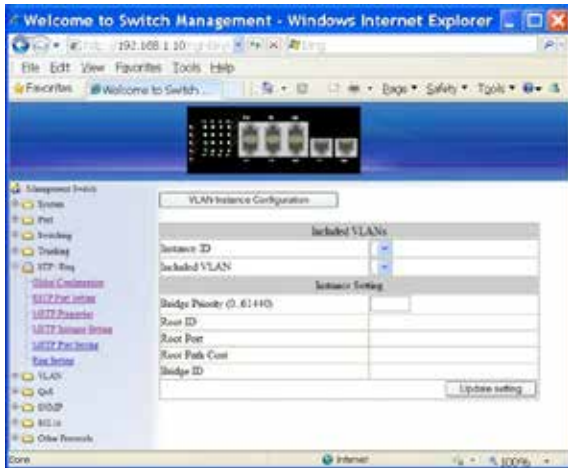 Welcome to Switch Management - Windows Internet Explorer
192.168.1.10
Bing
File Edit View Favorites Tools Help
Favorites Welcome to Switch ... Page Safety Tools
Management Switch
System
Port
Switching
Trunking
STP / Ring
Global Configuration
RSTP Port Setting
MSTP Properties
MSTP Instance Setting
MSTP Port Setting
Ring Setting
VLAN
QoS
SNMP
802.1x
Other Protocols
VLAN Instance Configuration
Included VLANs
Instance ID
Included VLAN
Instance Setting
Bridge Priority (0..61440)
Root ID
Root Port
Root Path Cost
Bridge ID
Update setting
Done Internet 100%